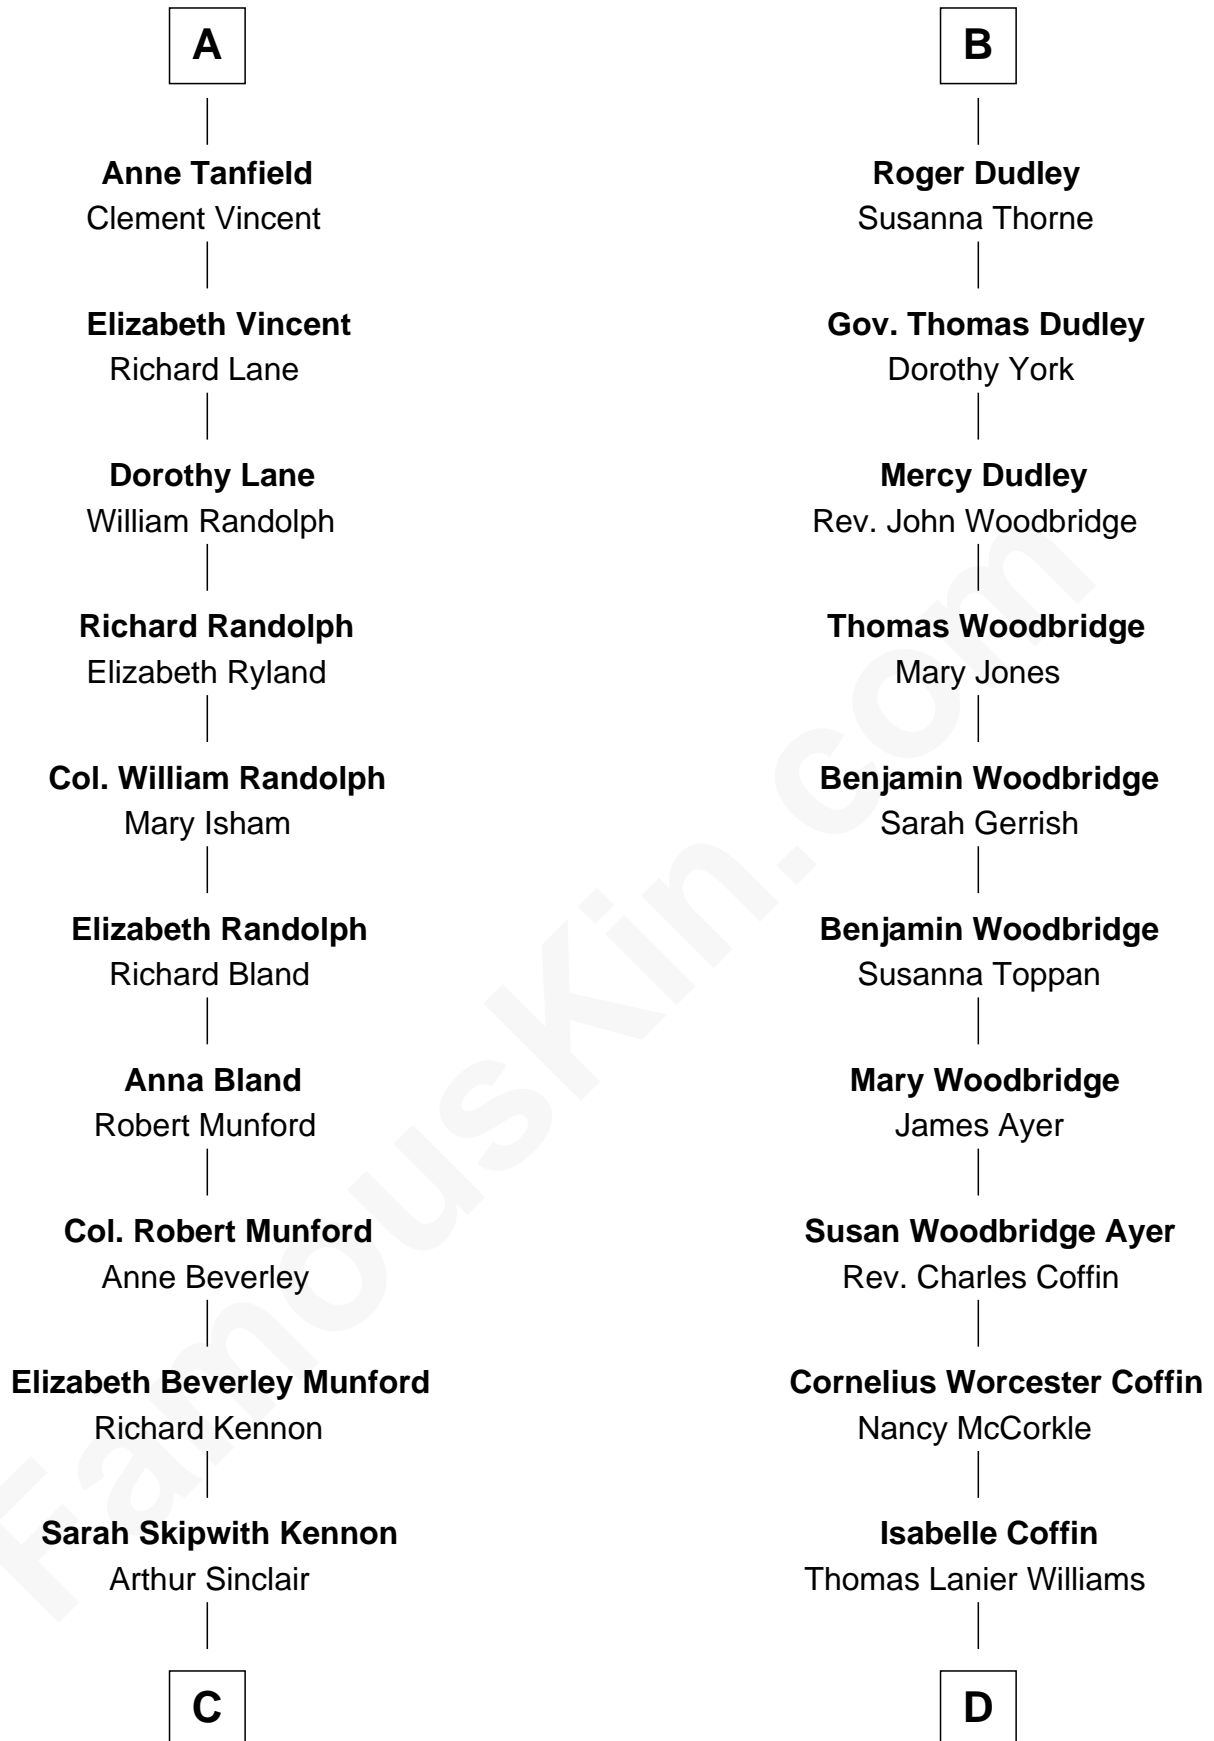 A
Anne Tanfield
Clement Vincent
Elizabeth Vincent
Richard Lane
Dorothy Lane
William Randolph
Richard Randolph
Elizabeth Ryland
Col. William Randolph
Mary Isham
Elizabeth Randolph
Richard Bland
Anna Bland
Robert Munford
Col. Robert Munford
Anne Beverley
Elizabeth Beverley Munford
Richard Kennon
Sarah Skipwith Kennon
Arthur Sinclair
C
B
Roger Dudley
Susanna Thorne
Gov. Thomas Dudley
Dorothy York
Mercy Dudley
Rev. John Woodbridge
Thomas Woodbridge
Mary Jones
Benjamin Woodbridge
Sarah Gerrish
Benjamin Woodbridge
Susanna Toppan
Mary Woodbridge
James Ayer
Susan Woodbridge Ayer
Rev. Charles Coffin
Cornelius Worcester Coffin
Nancy McCorkle
Isabelle Coffin
Thomas Lanier Williams
D
FamousKin.com